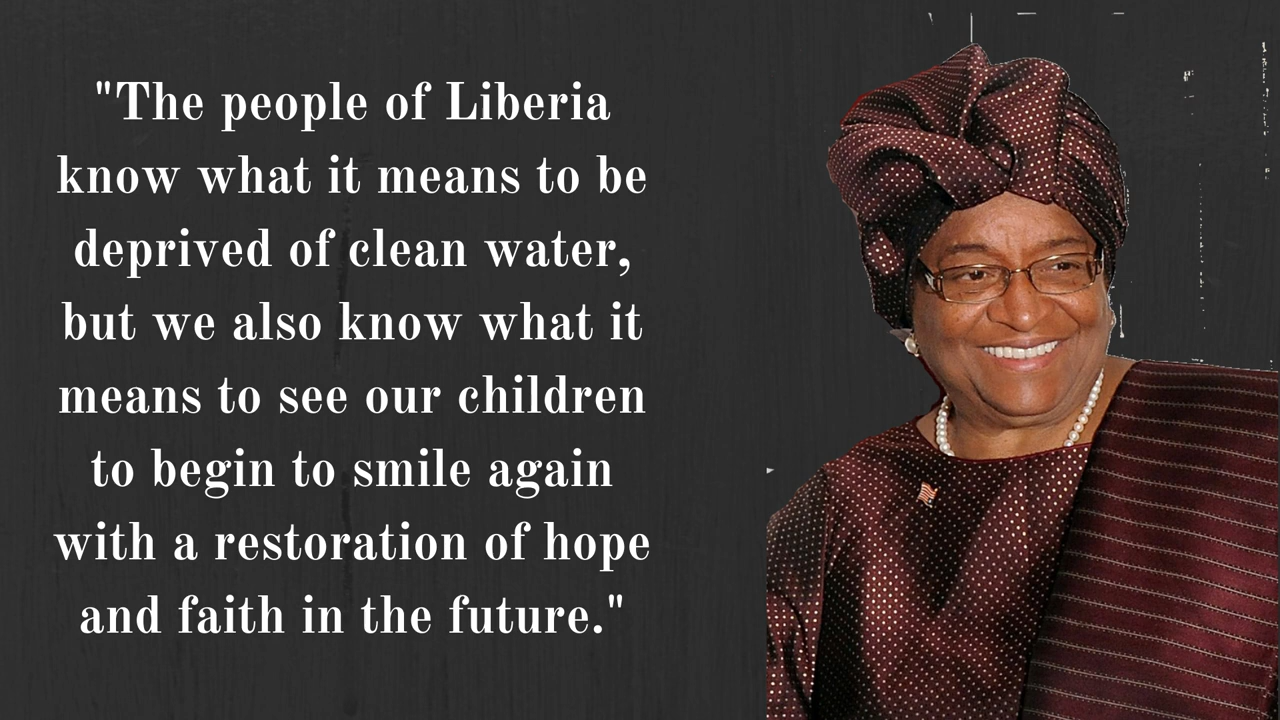 "The people of Liberia
know what it means to be
deprived of clean water,
but we also know what it
means to see our children
to begin to smile again
with a restoration of hope
and faith in the future."